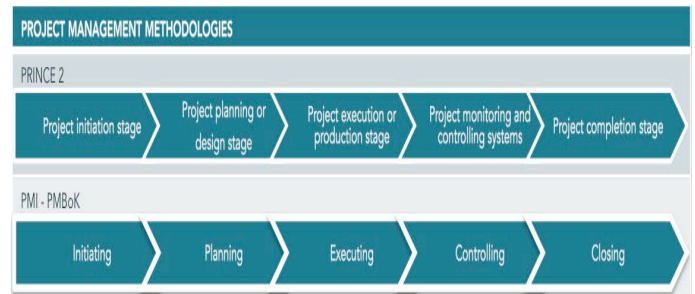 PROJECT MANAGEMENT METHODOLOGIES
PRINCE 2
Project initiation stage
Project planning or
design stage
Project execution or
production stage
Project monitoring and
controlling systems
Project completion stage
PMI - PMBoK
Initiating
Planning
Executing
Controlling
Closing